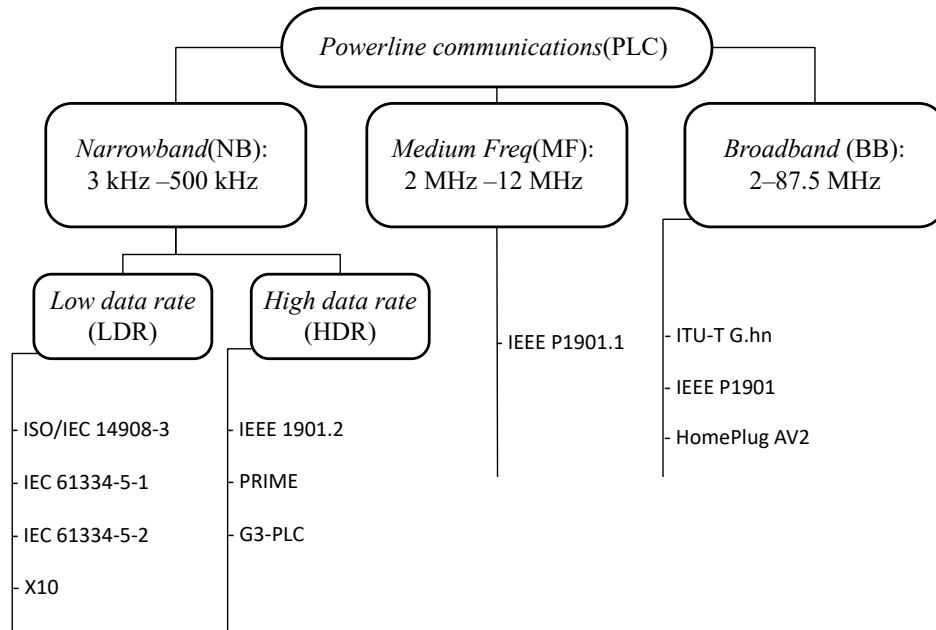 Powerline communications(PLC)
Narrowband(NB):
3 kHz –500 kHz
Medium Freq(MF):
2 MHz –12 MHz
Broadband (BB):
2–87.5 MHz
Low data rate
(LDR)
High data rate
(HDR)
- ISO/IEC 14908-3
- IEC 61334-5-1
- IEC 61334-5-2
- X10
- IEEE 1901.2
- PRIME
- G3-PLC
- IEEE P1901.1
- ITU-T G.hn
- IEEE P1901
- HomePlug AV2